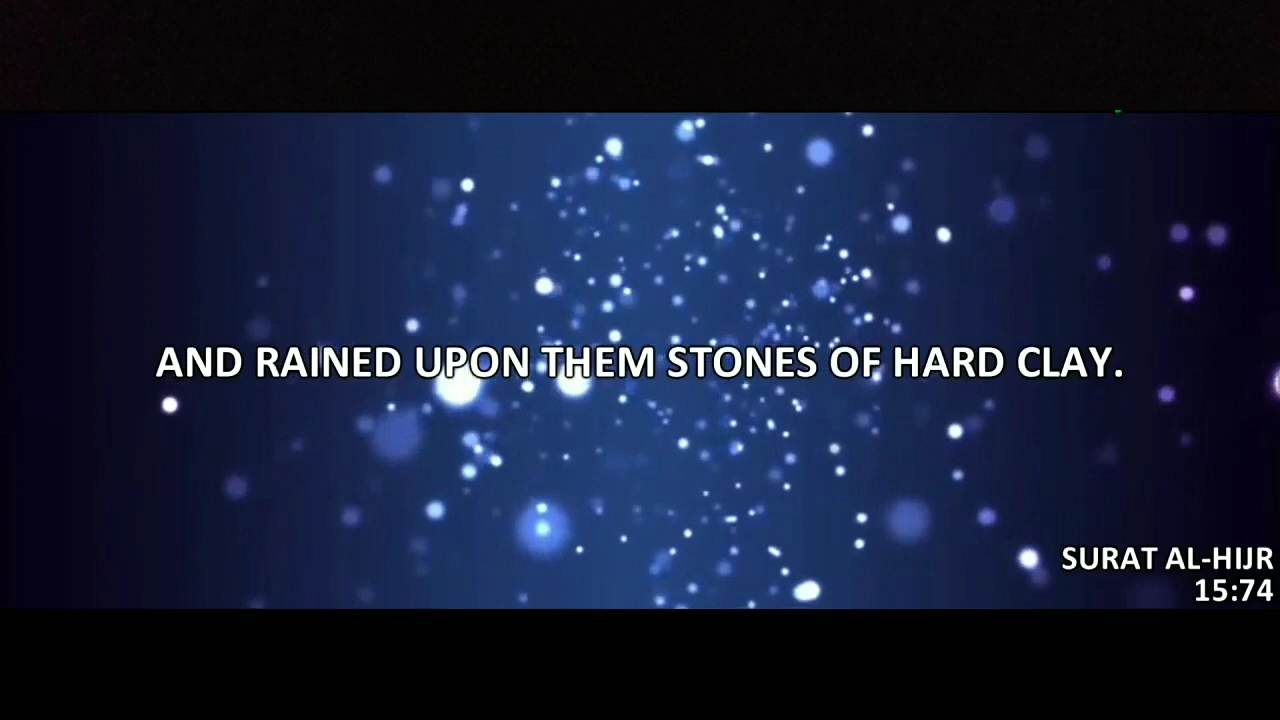 AND RAINED UPON THEM STONES OF HARD CLAY.
SURAT AL-HIJR
15:74